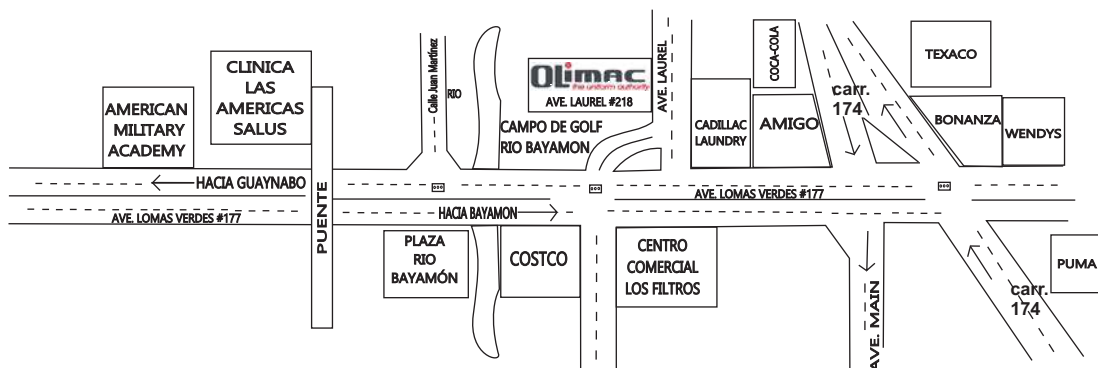 AMERICAN
MILITARY
ACADEMY
CLINICA
LAS
AMERICAS
SALUS
PUENTE
Calle Juan Martínez
RIO
OLimac
the uniform authority
AVE. LAUREL #218
CAMPO DE GOLF
RIO BAYAMON
AVE. LAUREL
CADILLAC
LAUNDRY
COCA-COLA
AMIGO
carr.
174
TEXACO
BONANZA
WENDYS
HACIA GUAYNABO
AVE. LOMAS VERDES #177
HACIA BAYAMON
AVE. LOMAS VERDES #177
PLAZA
RIO
BAYAMÓN
COSTCO
CENTRO
COMERCIAL
LOS FILTROS
AVE. MAIN
carr.
174
PUMA